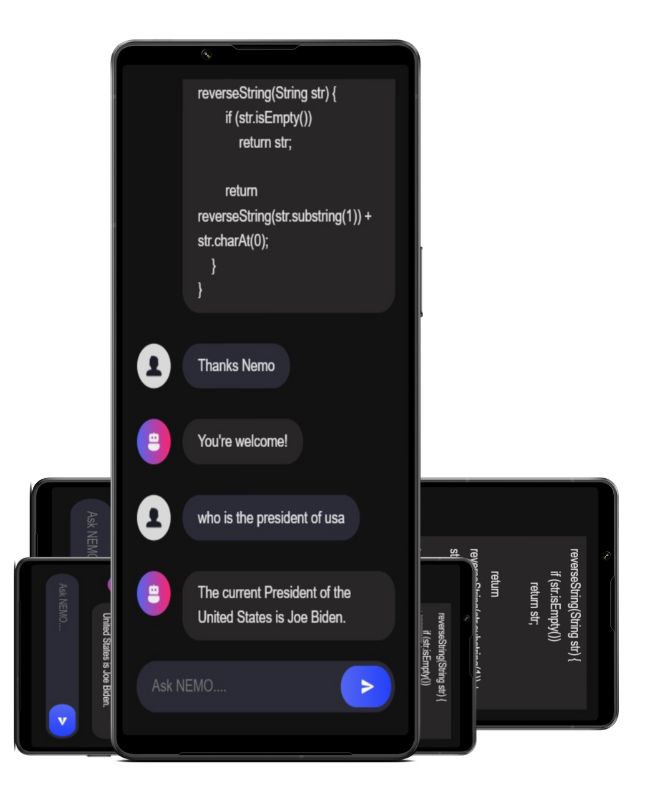 reverseString(String str) {
if (str.isEmpty())
return str;
return
reverseString(str.substring(1)) +
str.charAt(0);
}
}
Thanks Nemo
You're welcome!
who is the president of usa
The current President of the
United States is Joe Biden.
Ask NEMO....
Ask NEMO
Ask NEMO....
United States is Joe Biden.
reverseString(String str) {
if (str.isEmpty())
reverseString(String str) {
if (str.isEmpty())
return str;
return